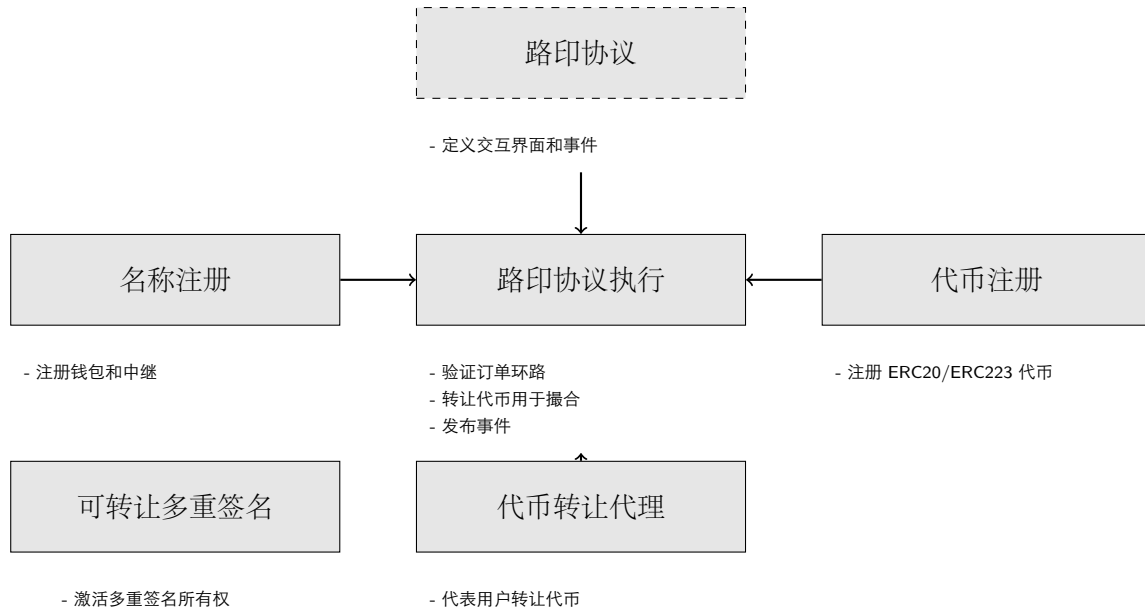 路印协议
- 定义交互界面和事件
名称注册
路印协议执行
代币注册
- 注册钱包和中继
- 验证订单环路
- 转让代币用于撮合
- 发布事件
- 注册 ERC20/ERC223 代币
可转让多重签名
代币转让代理
- 激活多重签名所有权
- 代表用户转让代币